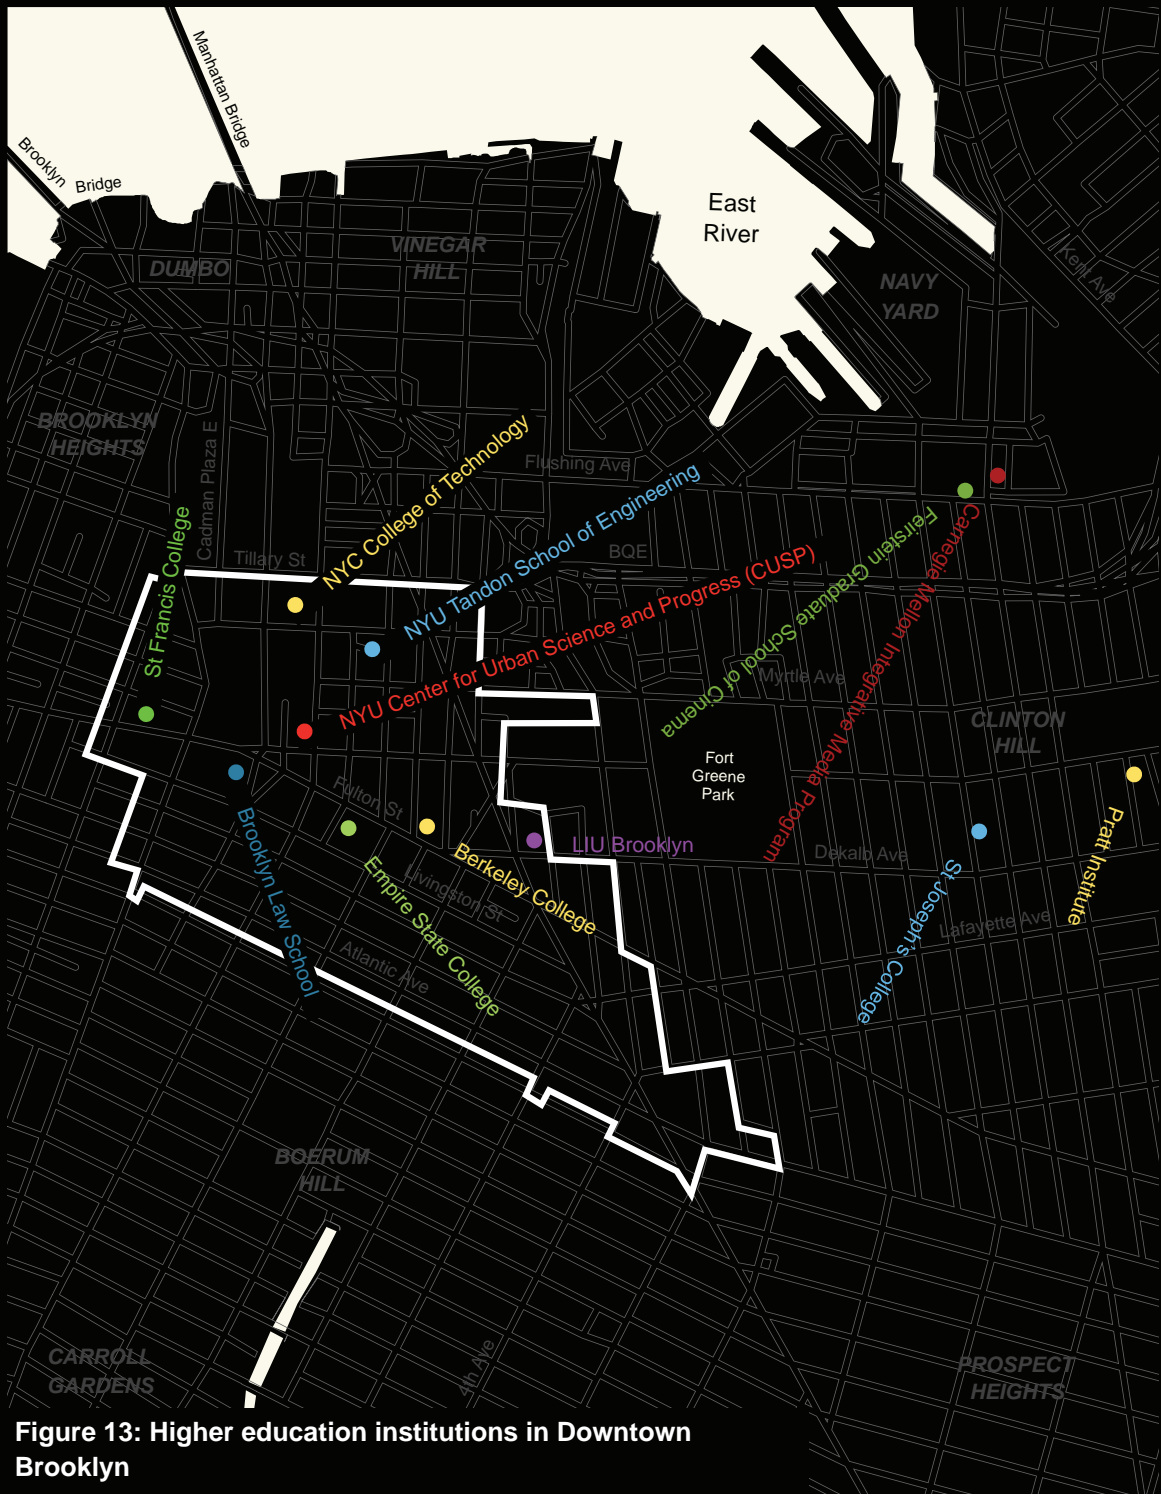 Manhattan Bridge
Brooklyn
Bridge
East
River
VINEGAR
HILL
DUMBO
NAVY
YARD
Kent Ave
BROOKLYN
HEIGHTS
Cadman Plaza E
Flushing Ave
NYC College of Technology
NYU Tandon School of Engineering
St Francis College
Tillary St
BQE
NYU Center for Urban Science and Progress (CUSP)
Feirstein Graduate School of Cinema
Carnegie Mellon Integrative Media Program
Myrtle Ave
CLINTON
HILL
Fort
Greene
Park
Fulton St
Brooklyn Law School
LIU Brooklyn
Dekalb Ave
Pratt Institute
Berkeley College
Empire State College
Livingston St
St Joseph's College
Lafayette Ave
Atlantic Ave
BOERUM
HILL
CARROLL
GARDENS
4th Ave
PROSPECT
HEIGHTS
Figure 13: Higher education institutions in Downtown
Brooklyn